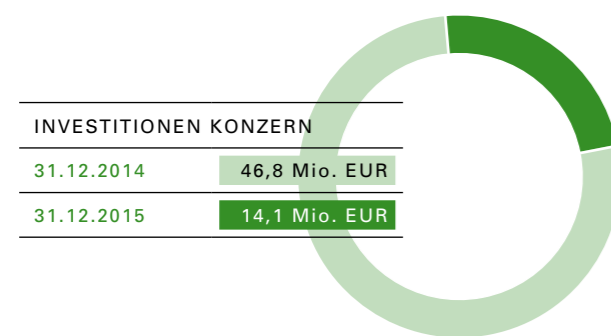 INVESTITIONEN KONZERN
31.12.2014 46,8 Mio. EUR
31.12.2015 14,1 Mio. EUR